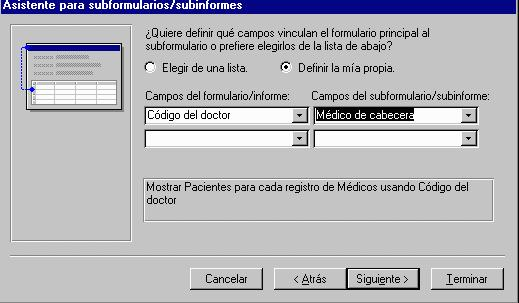 Asistente para subformularios/subinformes
¿Quiere definir qué campos vinculan el formulario principal al
subformulario o prefiere elegirlos de la lista de abajo?
Elegir de una lista.
Definir la mía propia.
Campos del formulario/informe:
Campos del subformulario/subinforme:
Código del doctor
Médico de cabecera
Mostrar Pacientes para cada registro de Médicos usando Código del
doctor
Cancelar
< Atrás
Siguiente >
Terminar